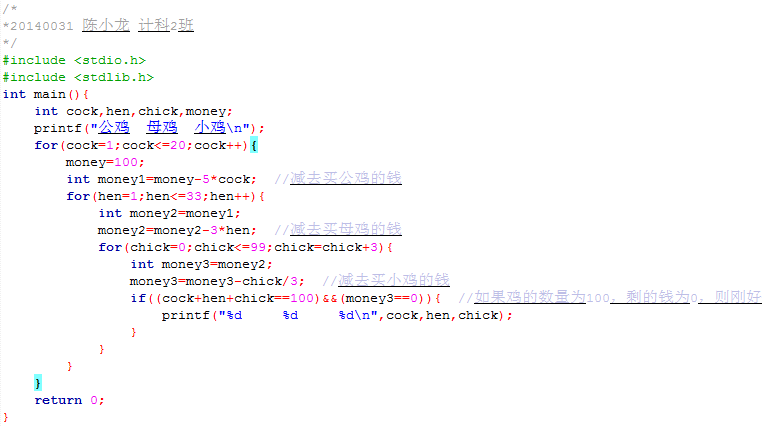 /*
*20140031 陈小龙 计科2班
*/
#include <stdio.h>
#include <stdlib.h>
int main(){
    int cock,hen,chick,money;
    printf("公鸡  母鸡  小鸡\n");
    for(cock=1;cock<=20;cock++){
        money=100;
        int money1=money-5*cock;  //减去买公鸡的钱
        for(hen=1;hen<=33;hen++){
            int money2=money1;
            money2=money2-3*hen;  //减去买母鸡的钱
            for(chick=0;chick<=99;chick=chick+3){
                int money3=money2;
                money3=money3-chick/3;  //减去买小鸡的钱
                if((cock+hen+chick==100)&&(money3==0)){  //如果鸡的数量为100，剩的钱为0，则刚好
                    printf("%d     %d     %d\n",cock,hen,chick);
                }
            }
        }
    }
    return 0;
}